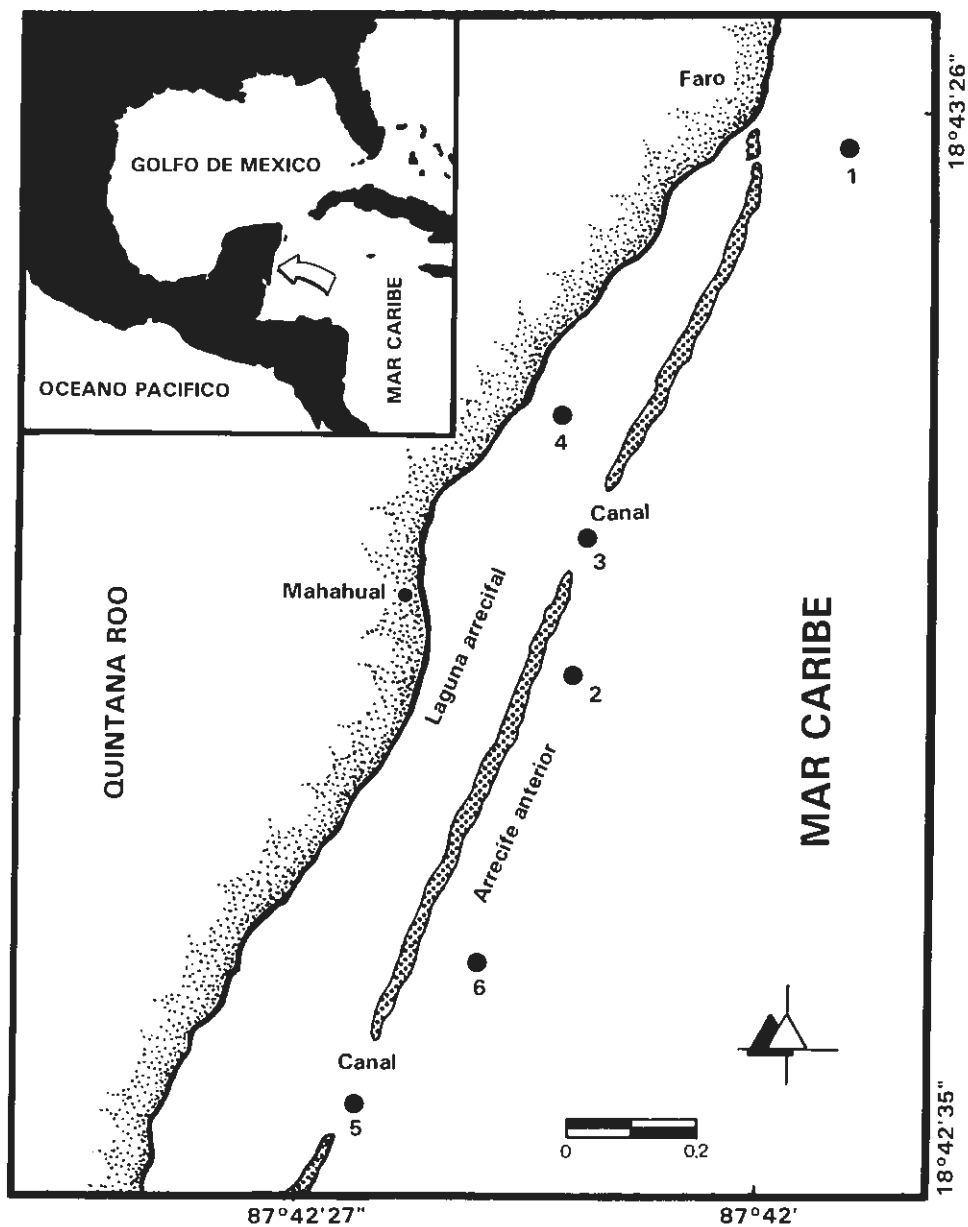 GOLFO DE MEXICO
MAR CARIBE
OCEANO PACIFICO
Faro
18°43'26"
1
4
Canal
3
Mahahual
Laguna arrecifal
QUINTANA ROO
2
MAR CARIBE
Arrecife anterior
6
Canal
5
0
0.2
18°42'35"
87°42'27"
87°42'